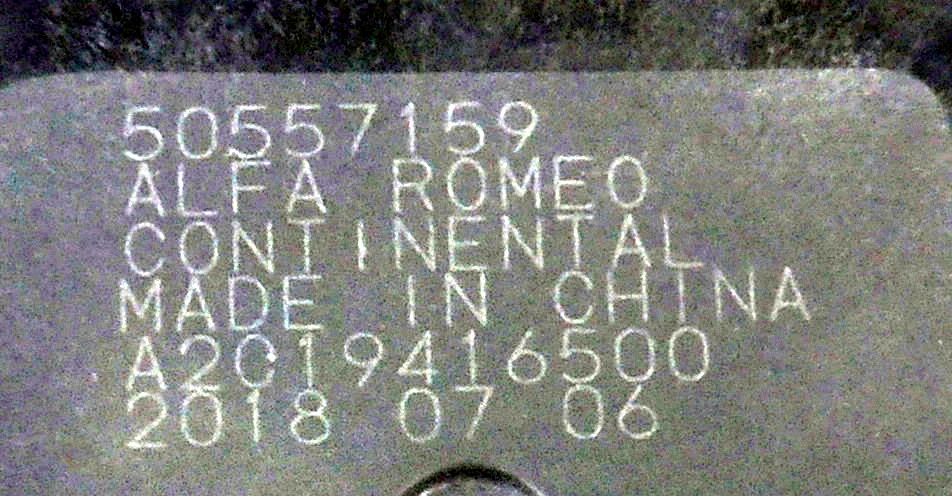 50557159
ALFA ROMEO
CONTINENTAL
MADE IN CHINA
A2C19416500
2018 07 06